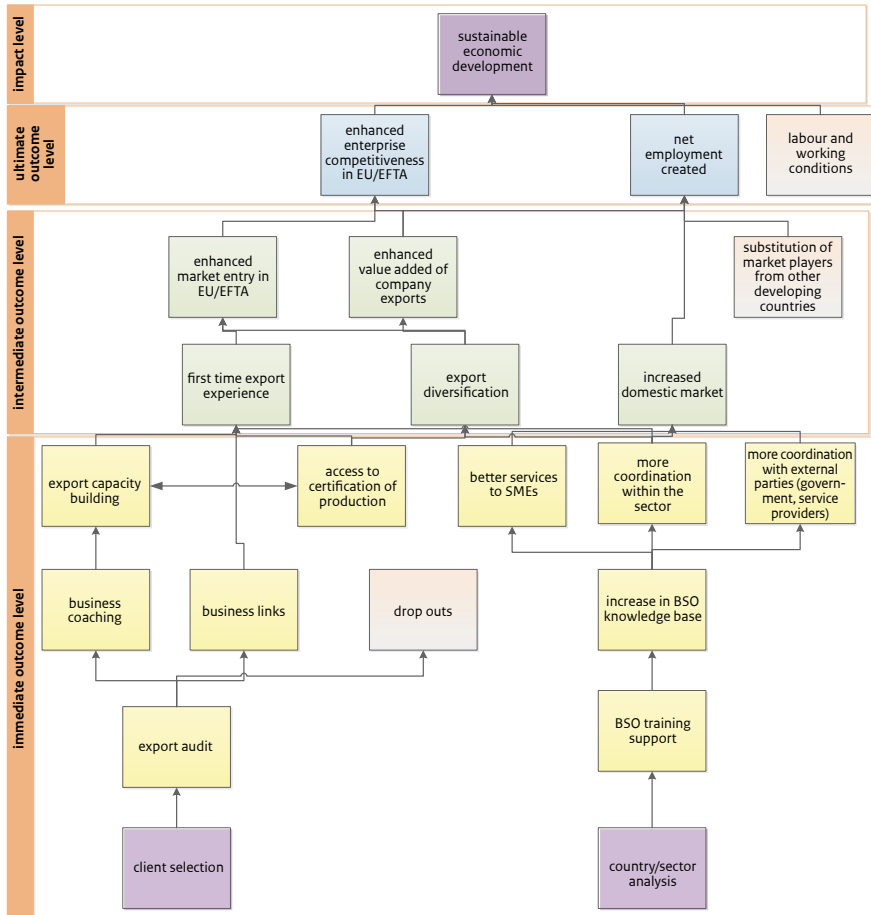 impact level
sustainable
economic
development
ultimate
outcome
level
enhanced
enterprise
competitiveness
in EU/EFTA
net
employment
created
labour and
working
conditions
intermediate outcome level
enhanced
market entry in
EU/EFTA
enhanced
value added of
company
exports
substitution of
market players
from other
developing
countries
first time export
experience
export
diversification
increased
domestic market
immediate outcome level
export capacity
building
access to
certification of
production
better services
to SMEs
more
coordination
within the
sector
more coordination
with external
parties (govern-
ment, service
providers)
business
coaching
business links
drop outs
increase in BSO
knowledge base
export audit
BSO training
support
client selection
country/sector
analysis